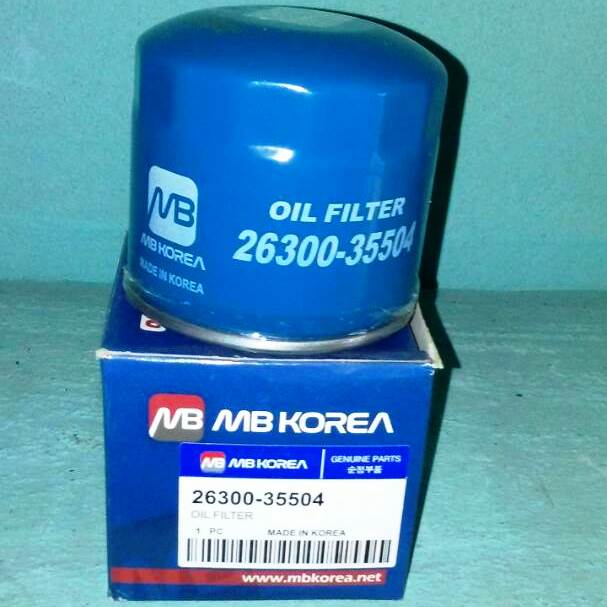 MB
OIL FILTER
26300-35504
MB KOREA
MADE IN KOREA
MB MB KOREA
MB MB KOREA
GENUINE PARTS
순정부품
26300-35504
OIL FILTER
1 PC MADE IN KOREA
www.mbkorea.net